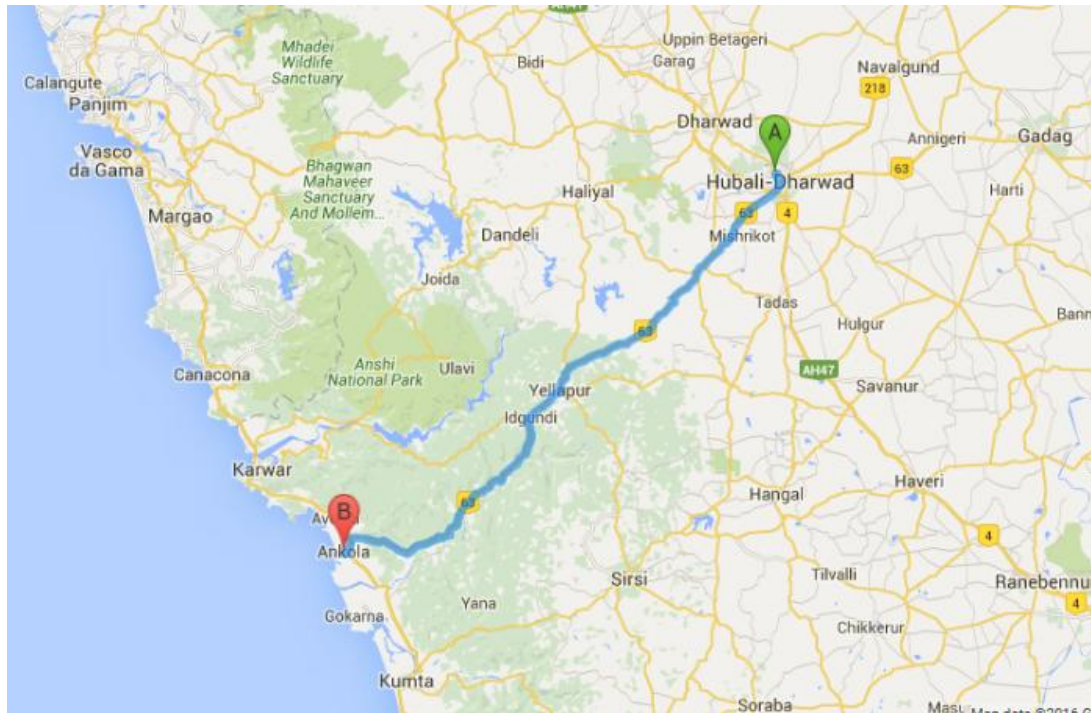 Uppin Betageri
Mhadei
Wildlife
Sanctuary
Bidi
Garag
Navalgund
Calangute
Panjim
218
Dharwad
A
Annigeri
Gadag
Vasco
da Gama
Bhagwan
Mahaveer
Sanctuary
And Mollem...
Haliyal
Hubali-Dharwad
63
Harti
Margao
63
4
Mishrikot
Dandeli
Joida
Tadas
Bann
63
Hulgur
Anshi
National Park
Ulavi
AH47
Canacona
Yellapur
Savanur
Idgundi
Karwar
Hangal
Haveri
63
B
4
Ankola
Sirsi
Tilvalli
Ranebennu
Yana
4
Gokarna
Chikkerur
Kumta
Soraba
Map data ©2016